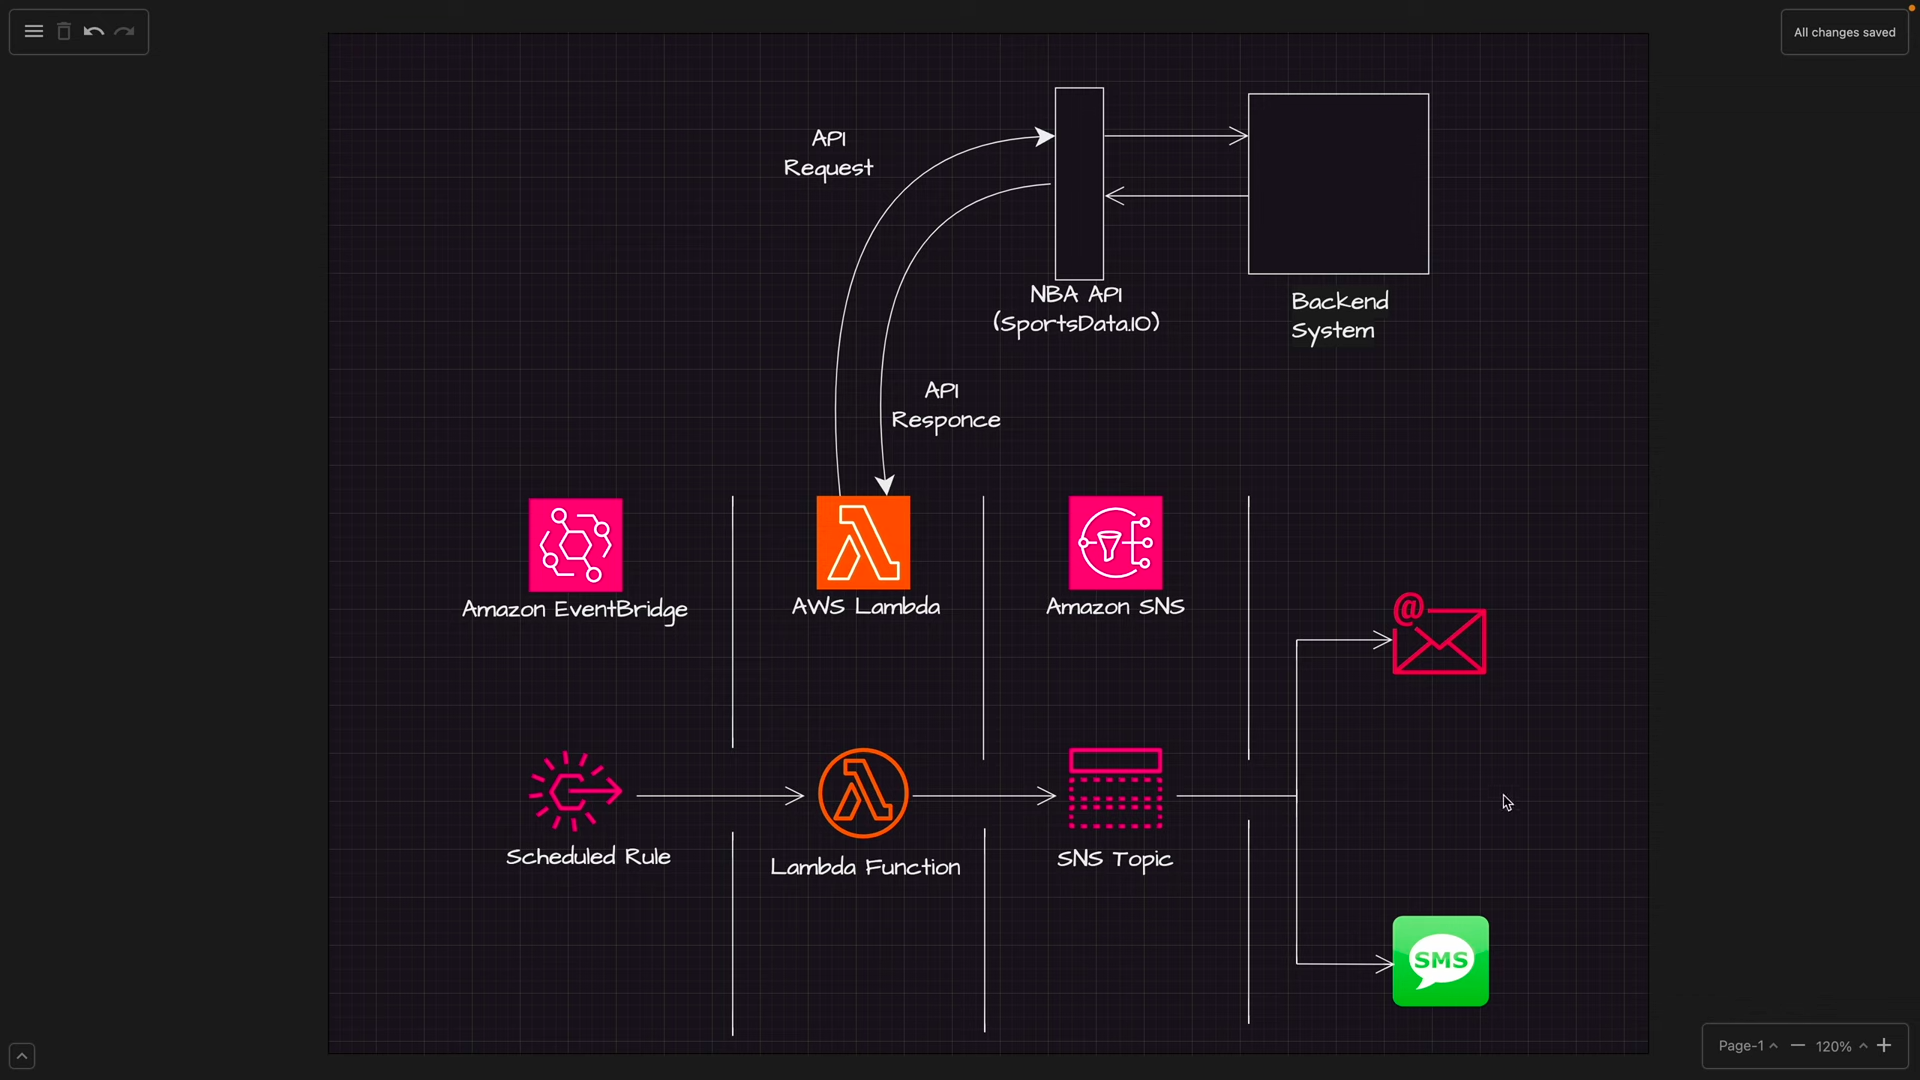 All changes saved
API
Request
NBA API
(SportsData.IO)
Backend
System
API
Responce
Amazon EventBridge
AWS Lambda
Amazon SNS
@
Scheduled Rule
Lambda Function
SNS Topic
SMS
Page-1
120%